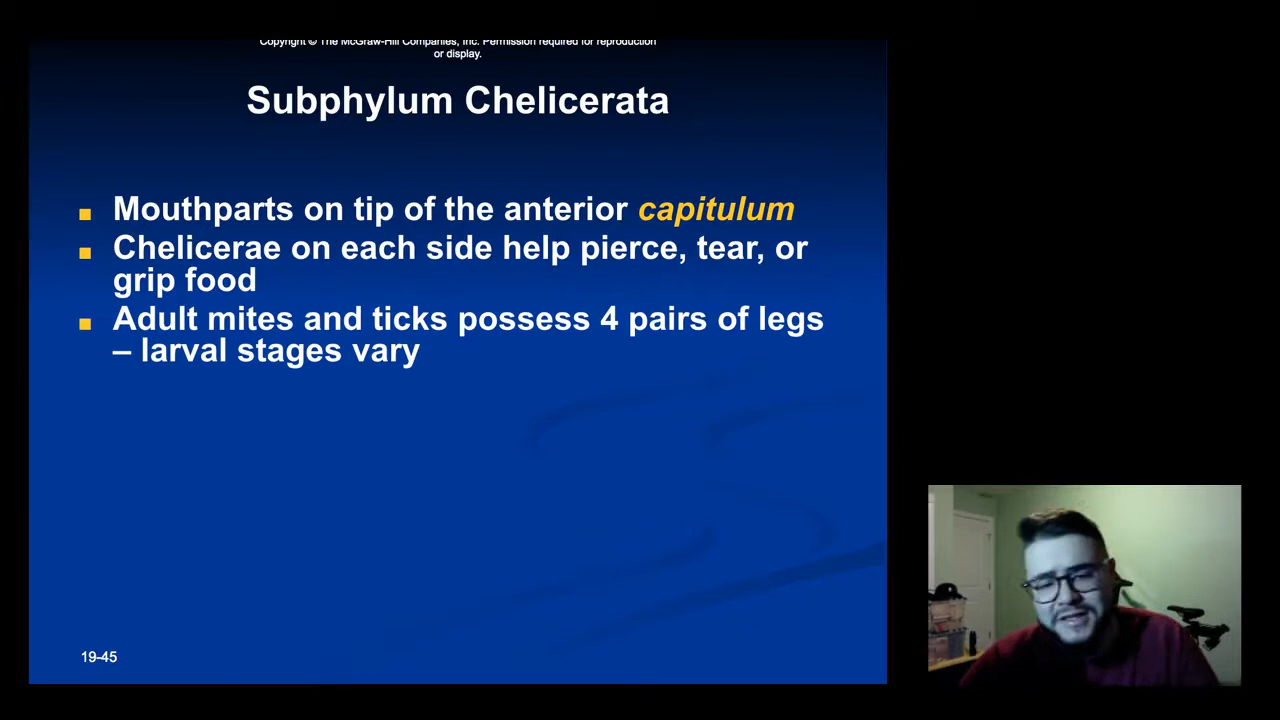 Copyright © The McGraw-Hill Companies, Inc. Permission required for reproduction
or display.
Subphylum Chelicerata
Mouthparts on tip of the anterior capitulum
Chelicerae on each side help pierce, tear, or
grip food
Adult mites and ticks possess 4 pairs of legs
– larval stages vary
19-45